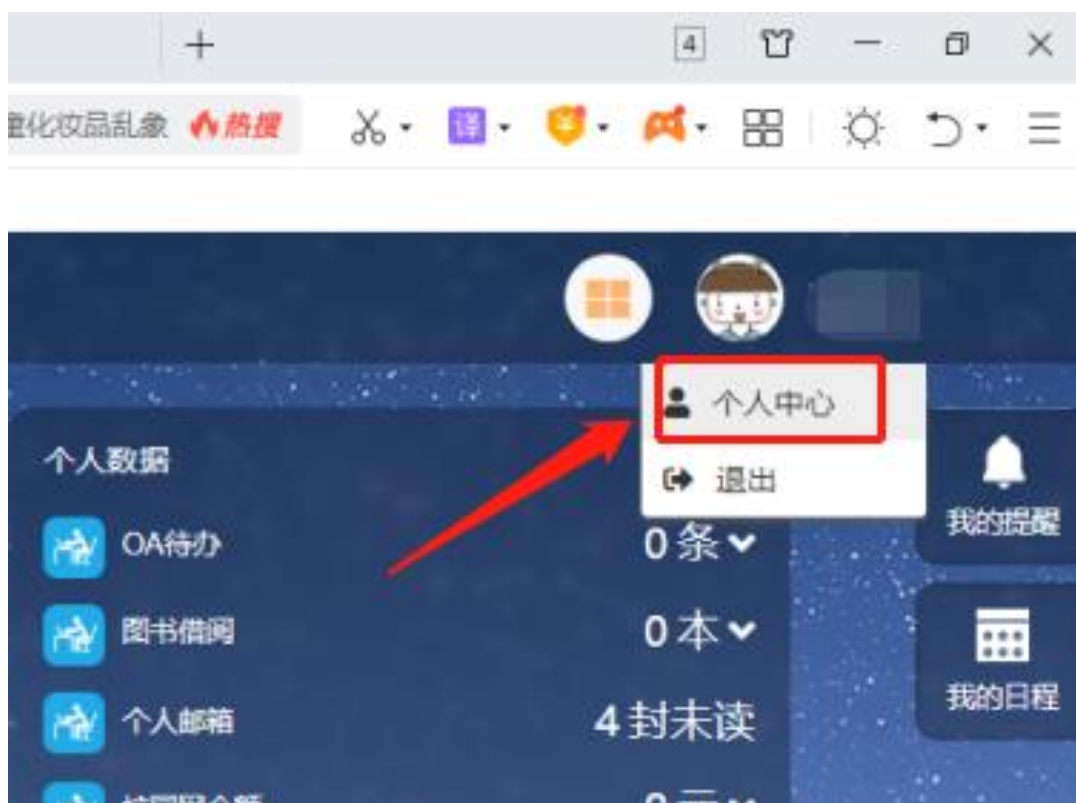 4
化妆品乱象 热搜
译
个人中心
退出
个人数据
OA待办 0条
图书借阅 0本
个人邮箱 4封未读
我的提醒
我的日程